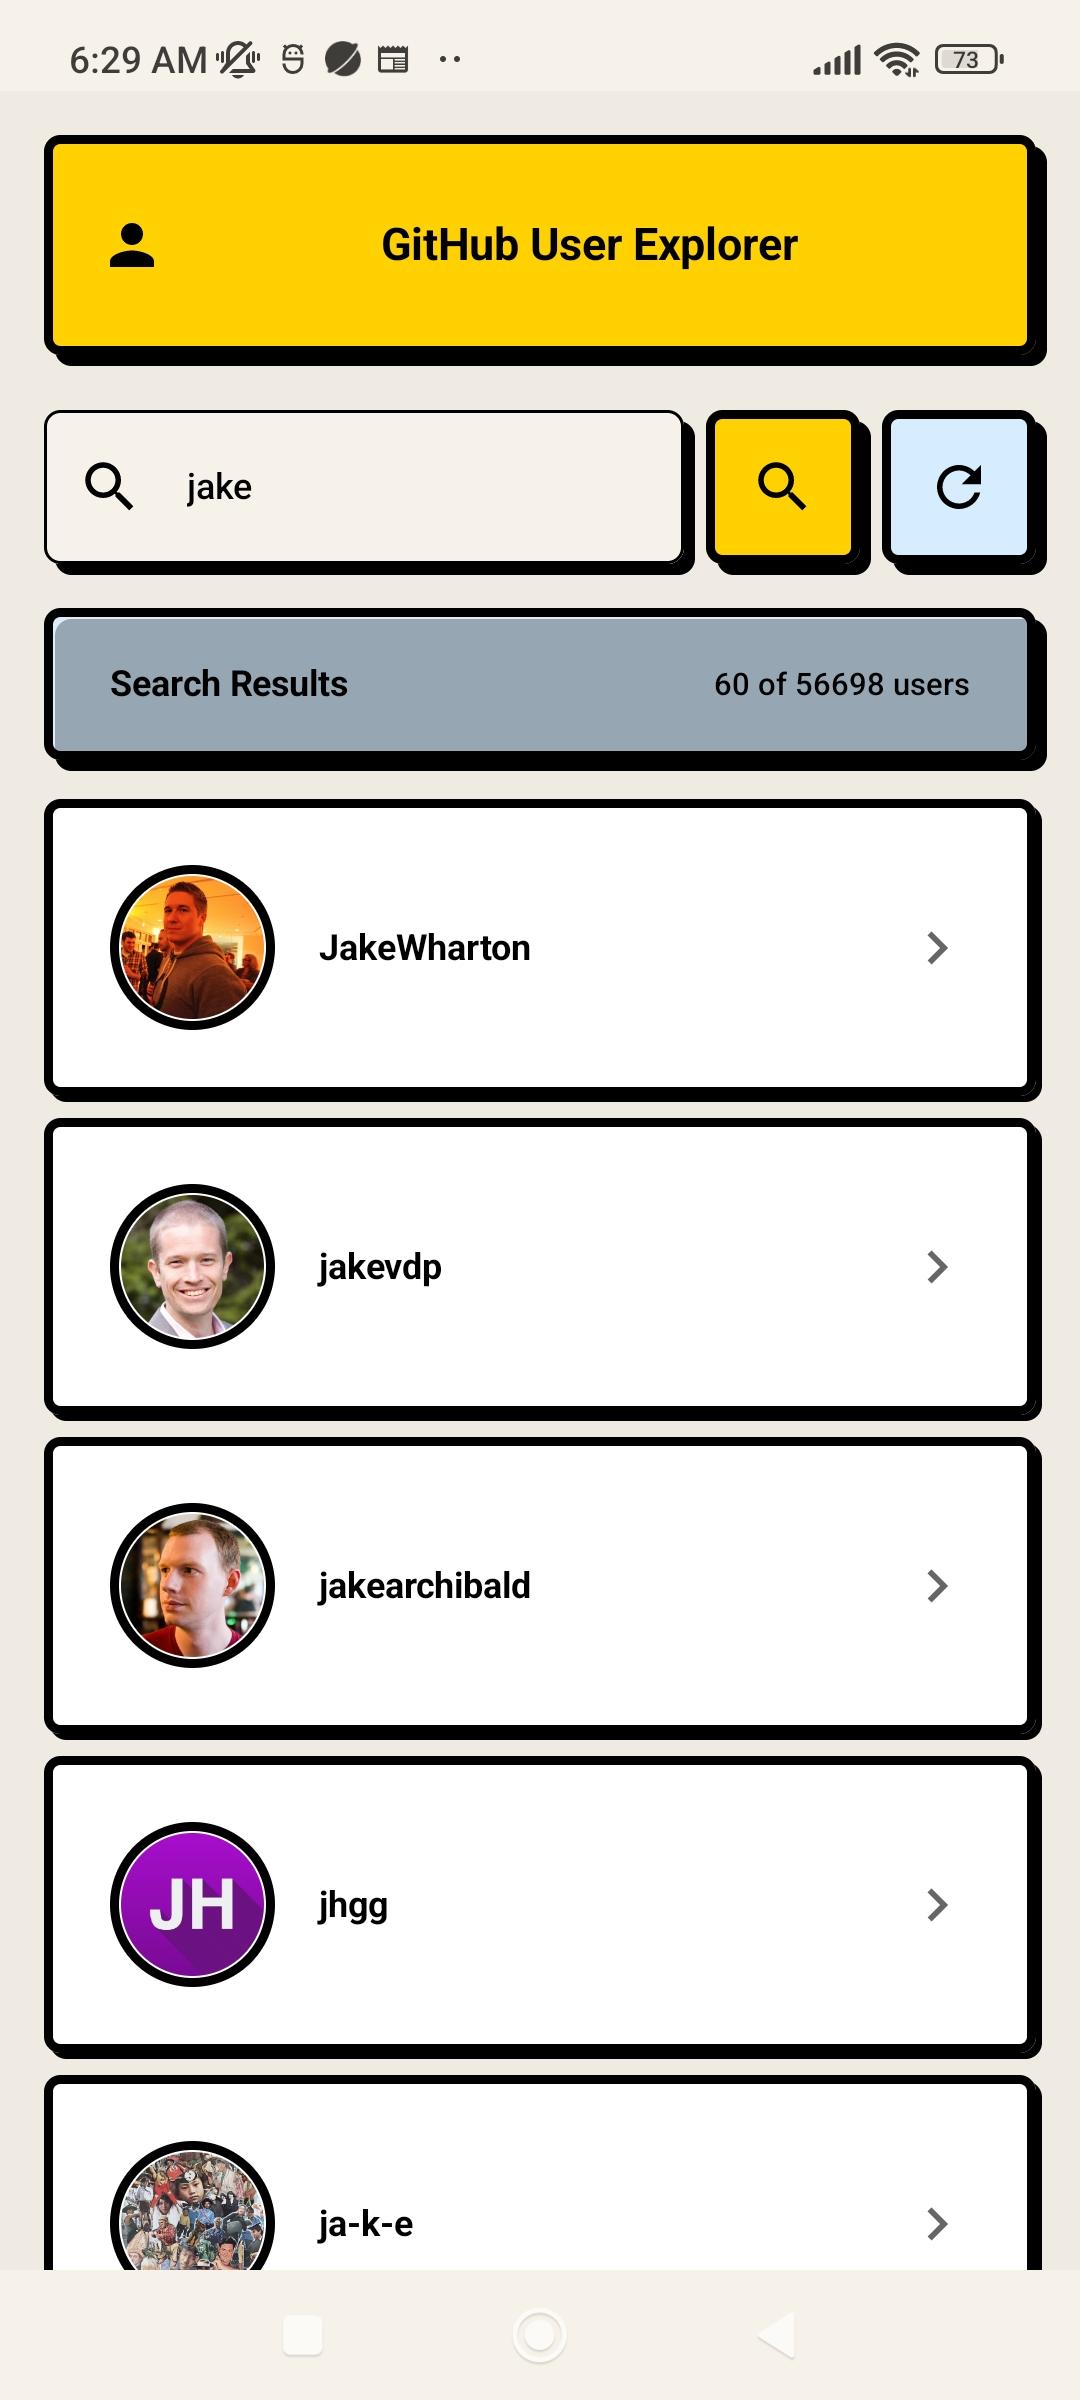 6:29 AM
73
GitHub User Explorer
jake
Search Results
60 of 56698 users
JakeWharton
jakevdp
jakearchibald
JH
jhgg
ja-k-e